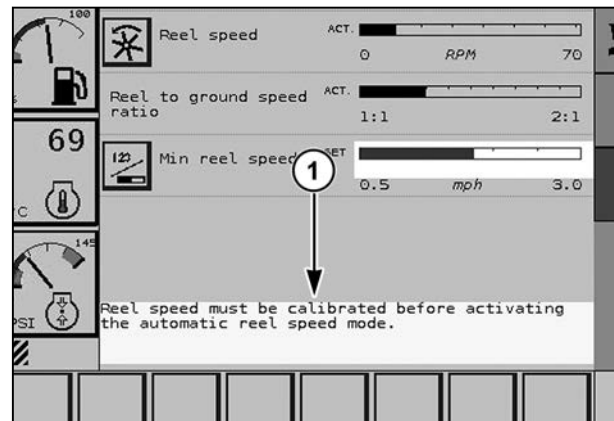 100
Reel speed
ACT.
0 RPM 70
Reel to ground speed
ratio
ACT.
1:1 2:1
69
Min reel speed
SET
0.5 mph 3.0
123
1
°C
145
PSI
Reel speed must be calibrated before activating
the automatic reel speed mode.